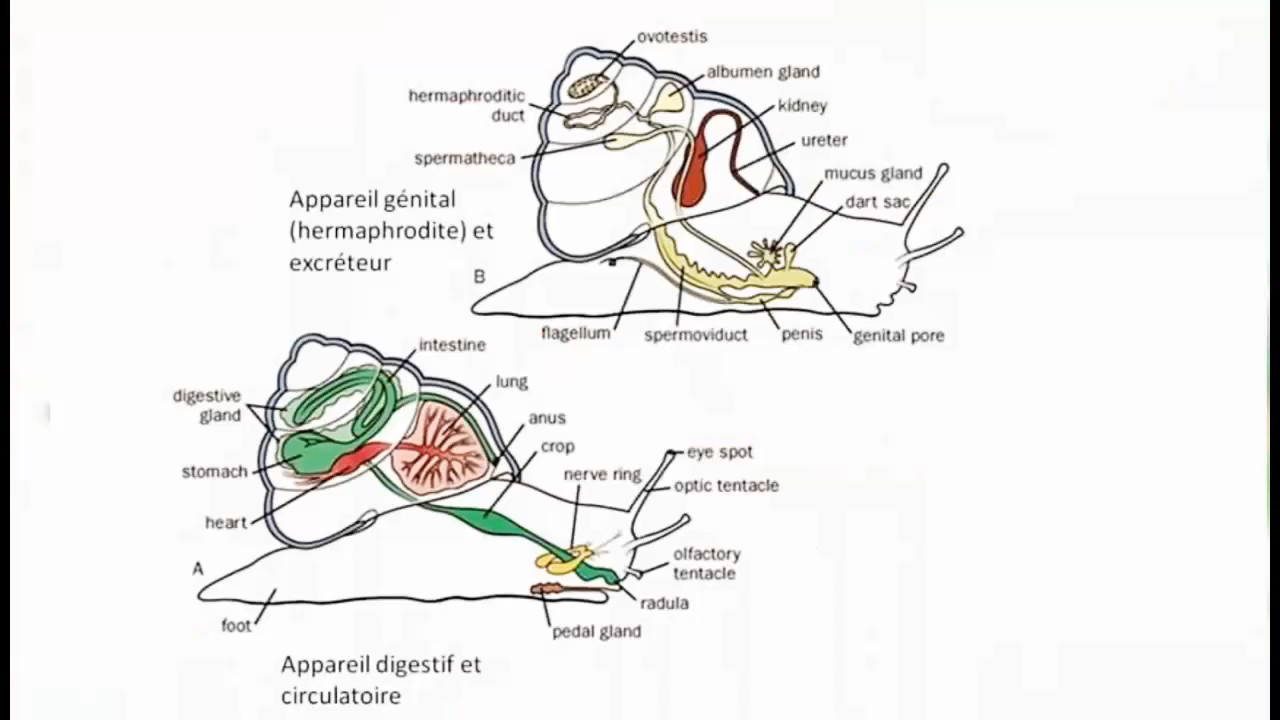 ovotestis
albumen gland
hermaphroditic
duct
kidney
ureter
spermatheca
mucus gland
dart sac
Appareil génital
(hermaphrodite) et
excréteur
B
flagellum
spermoviduct
penis
genital pore
intestine
lung
digestive
gland
anus
crop
stomach
nerve ring
eye spot
optic tentacle
heart
olfactory
tentacle
A
radula
foot
pedal gland
Appareil digestif et
circulatoire